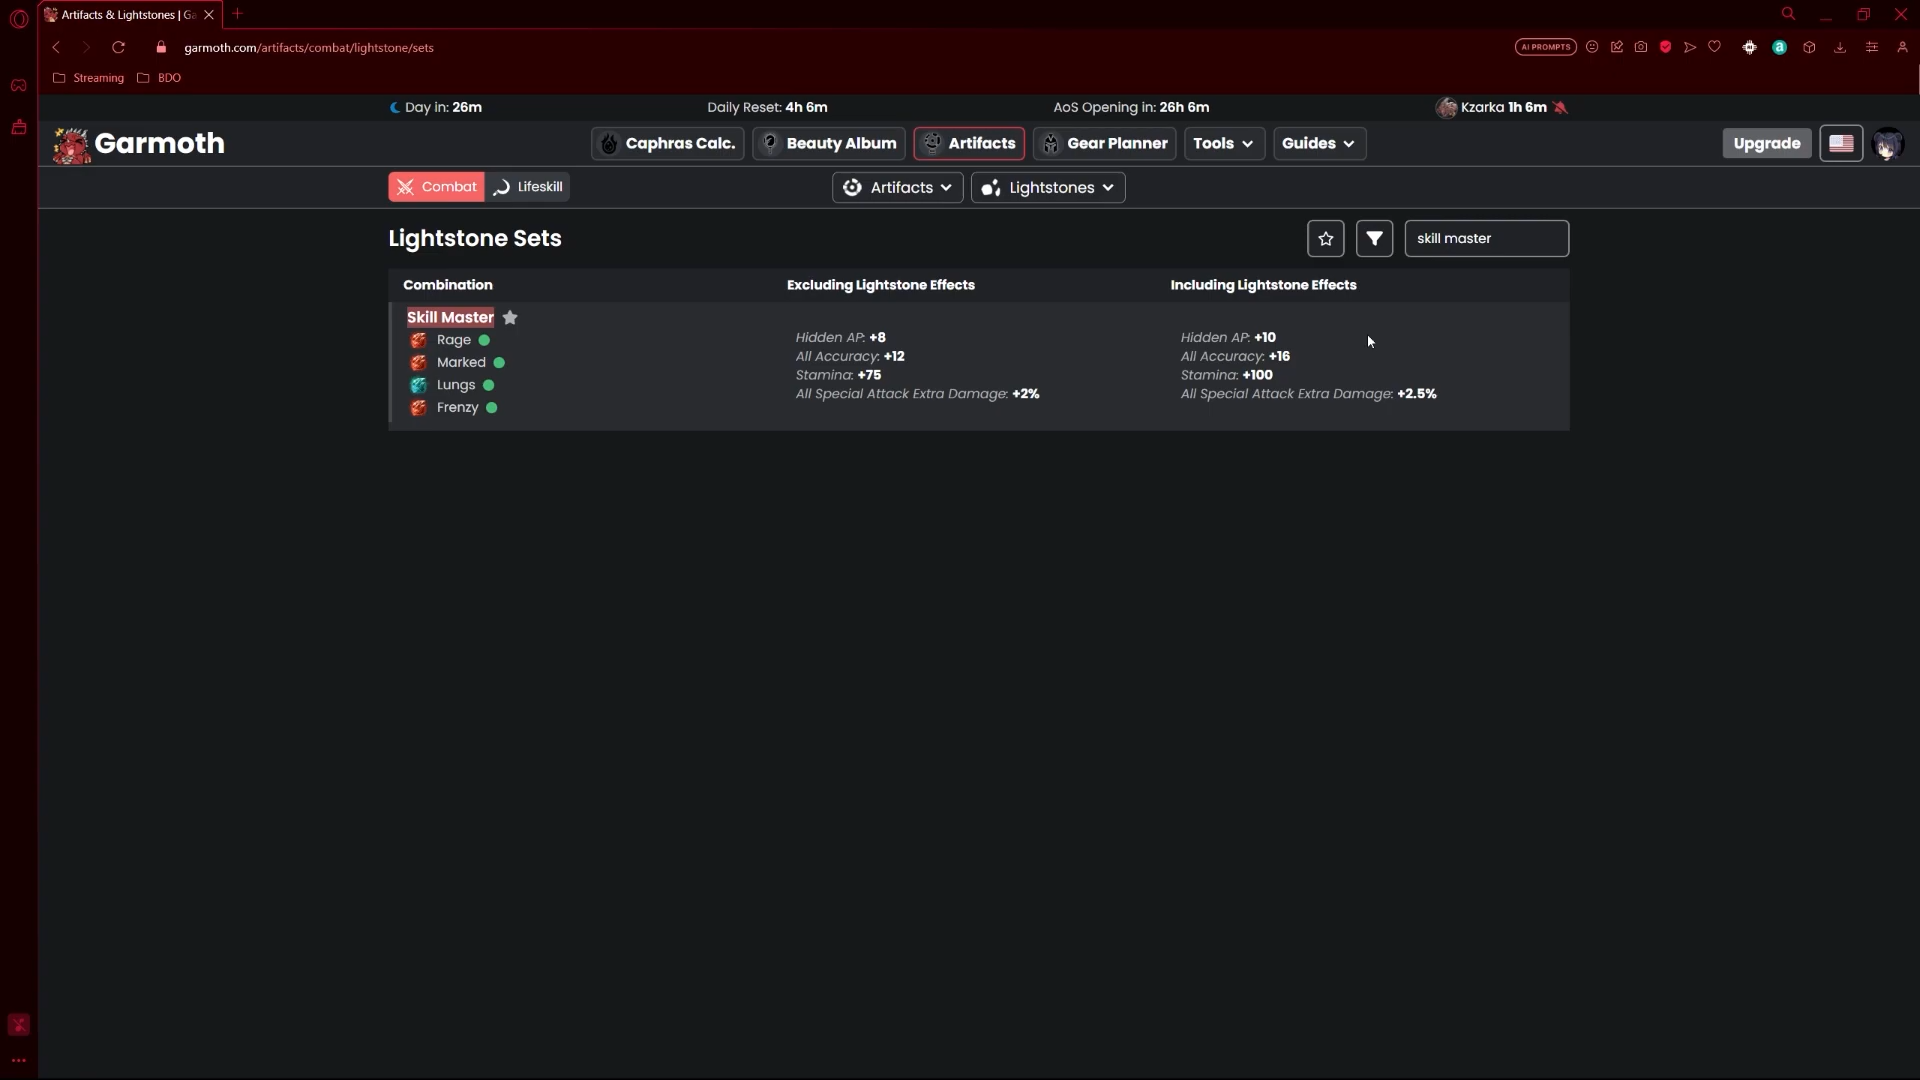 Artifacts & Lightstones | Ga
garmoth.com/artifacts/combat/lightstone/sets
AI PROMPTS
Streaming
BDO
Day in: 26m
Daily Reset: 4h 6m
AoS Opening in: 26h 6m
Kzarka 1h 6m
Garmoth
Caphras Calc.
Beauty Album
Artifacts
Gear Planner
Tools
Guides
Upgrade
Combat
Lifeskill
Artifacts
Lightstones
Lightstone Sets
skill master
Combination
Excluding Lightstone Effects
Including Lightstone Effects
Skill Master
Rage
Marked
Lungs
Frenzy
Hidden AP: +8
All Accuracy: +12
Stamina: +75
All Special Attack Extra Damage: +2%
Hidden AP: +10
All Accuracy: +16
Stamina: +100
All Special Attack Extra Damage: +2.5%